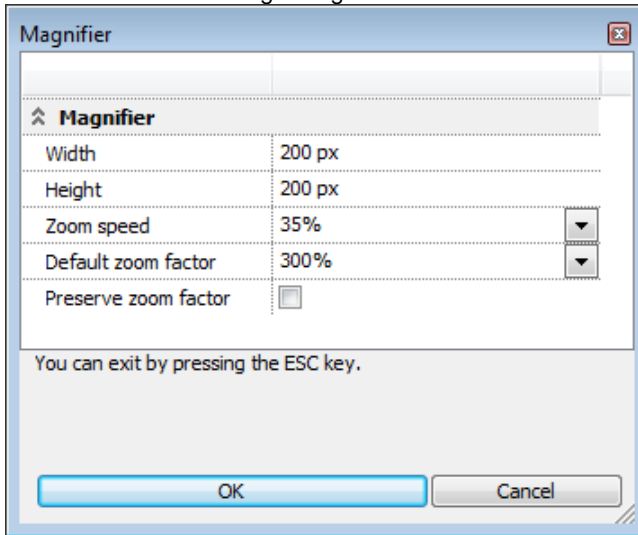 Magnifier
Magnifier
Width 200 px
Height 200 px
Zoom speed 35%
Default zoom factor 300%
Preserve zoom factor
You can exit by pressing the ESC key.
OK Cancel